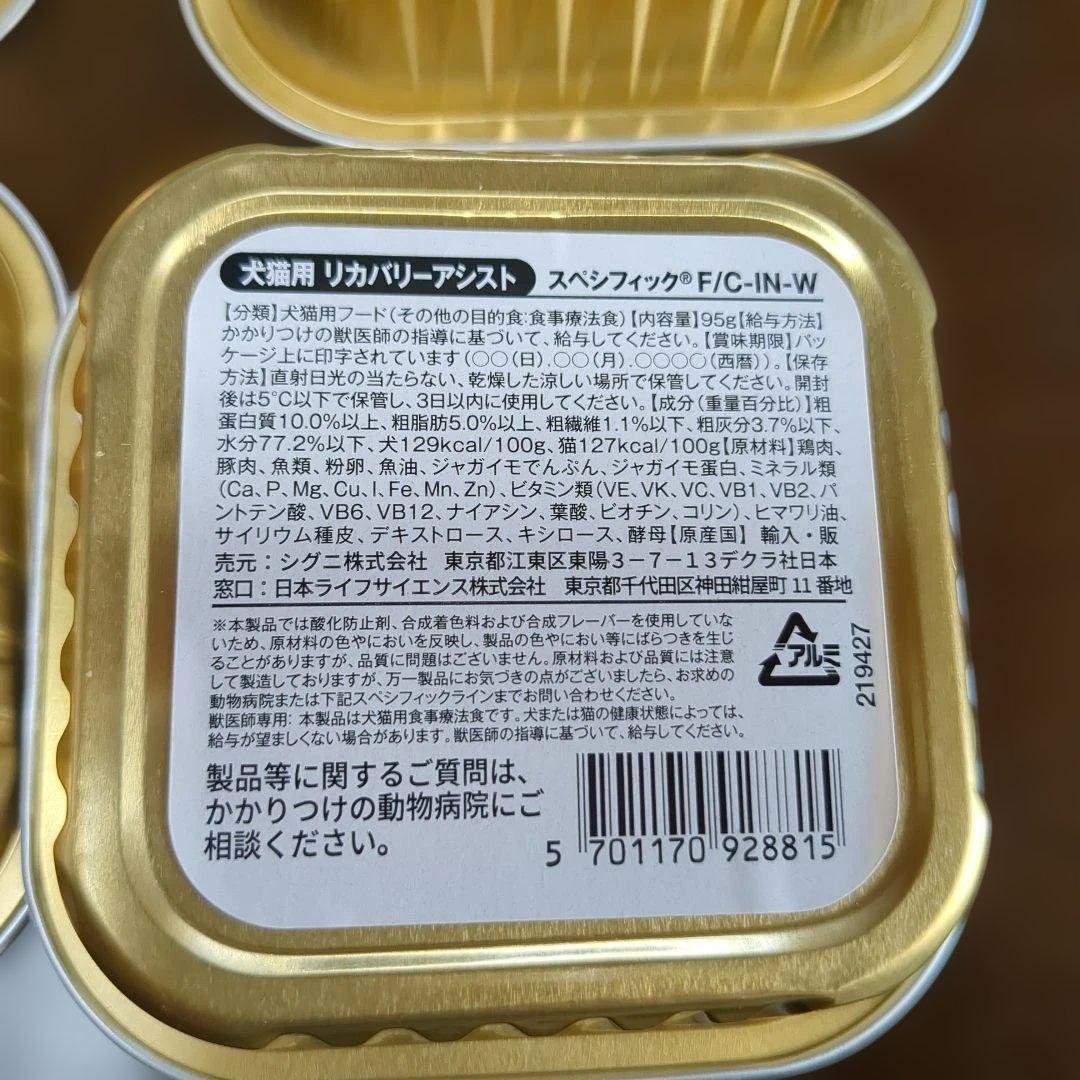 犬猫用 リカバリーアシスト スペシフィック® F/C-IN-W
【分類】犬猫用フード(その他の目的食:食事療法食)【内容量】95g【給与方法】
かかりつけの獣医師の指導に基づいて、給与してください。【賞味期限】パッ
ケージ上に印字されています(○○(日).○○(月).○○○○(西暦))。【保存
方法】直射日光の当たらない、乾燥した涼しい場所で保管してください。開封
後は5℃以下で保管し、3日以内に使用してください。【成分(重量百分比)】粗
蛋白質10.0%以上、粗脂肪5.0%以上、粗繊維1.1%以下、粗灰分3.7%以下、
水分77.2%以下、犬129kcal/100g、猫127kcal/100g【原材料】鶏肉、
豚肉、魚類、粉卵、魚油、ジャガイモでんぷん、ジャガイモ蛋白、ミネラル類
(Ca、P、Mg、Cu、I、Fe、Mn、Zn)、ビタミン類(VE、VK、VC、VB1、VB2、パ
ントテン酸、VB6、VB12、ナイアシン、葉酸、ビオチン、コリン)、ヒマワリ油、
サイリウム種皮、デキストロース、キシロース、酵母【原産国】 輸入・販
売元:シグニ株式会社 東京都江東区東陽3-7-13デクラ社日本
窓口:日本ライフサイエンス株式会社 東京都千代田区神田紺屋町 11 番地
※本製品では酸化防止剤、合成着色料および合成フレーバーを使用していな
いため、原材料の色やにおいを反映し、製品の色やにおい等にばらつきを生じ
ることがありますが、品質に問題はございません。原材料および品質には注意
して製造しておりますが、万一製品にお気づきの点がございましたら、お求めの
動物病院または下記スペシフィックラインまでお問い合わせください。
獣医師専用:本製品は犬猫用食事療法食です。犬または猫の健康状態によっては、
給与が望ましくない場合があります。獣医師の指導に基づいて、給与してください。
アルミ
219427
製品等に関するご質問は、
かかりつけの動物病院にご
相談ください。
5 701170 928815